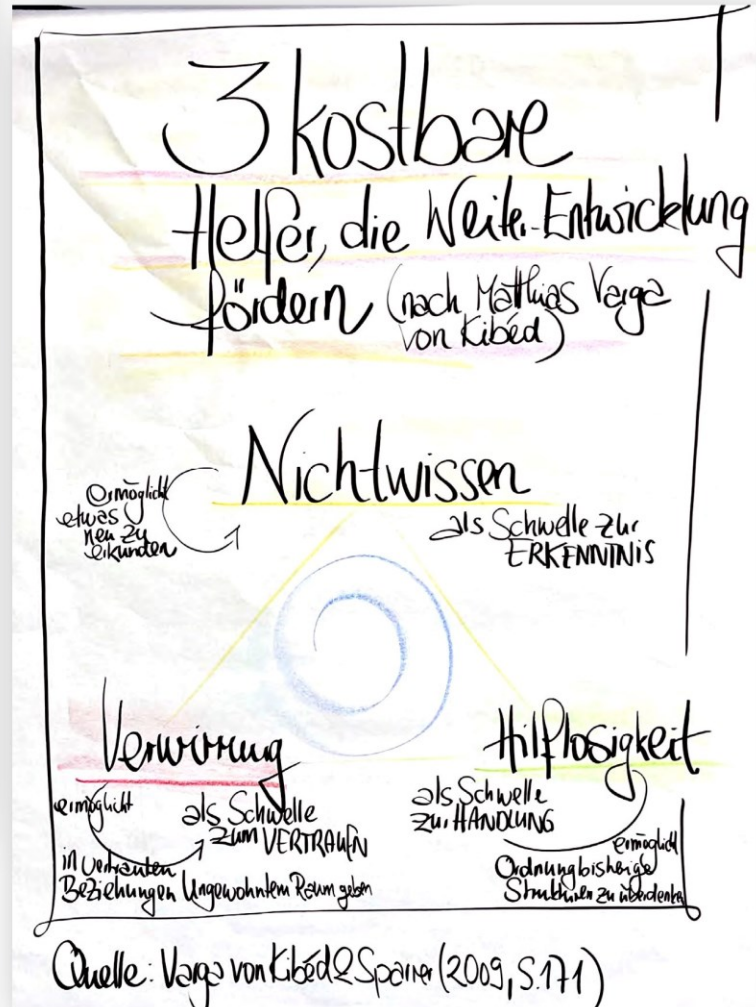 3 kostbare
Helfer, die Weiter-Entwicklung
fördern (nach Matthias Varga
von Kibéd)
Nichtwissen
ermöglicht
etwas
neu zu
erkunden
als Schwelle zur
ERKENNTNIS
Verwirrung
ermöglicht
als Schwelle
zum VERTRAUEN
in vertrauten
Beziehungen Ungewohntem Raum geben
Hilflosigkeit
als Schwelle
zur HANDLUNG
ermöglicht
Ordnung bisherige
Strukturen zu überdenken
Quelle: Varga von Kibéd & Sparrer (2009, S.171)